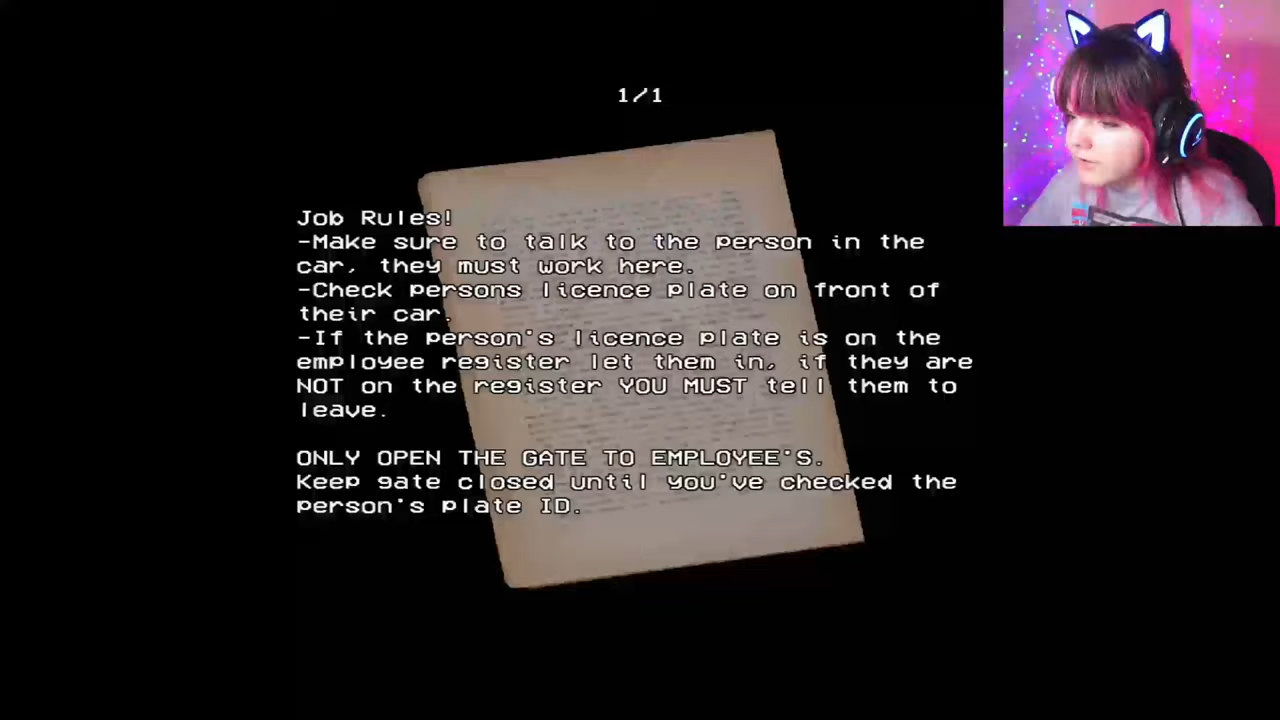 1/1
Job Rules!
-Make sure to talk to the person in the
car, they must work here.
-Check persons licence plate on front of
their car.
-If the person's licence plate is on the
employee register let them in, if they are
NOT on the register YOU MUST tell them to
leave.
ONLY OPEN THE GATE TO EMPLOYEE'S.
Keep gate closed until you've checked the
person's plate ID.